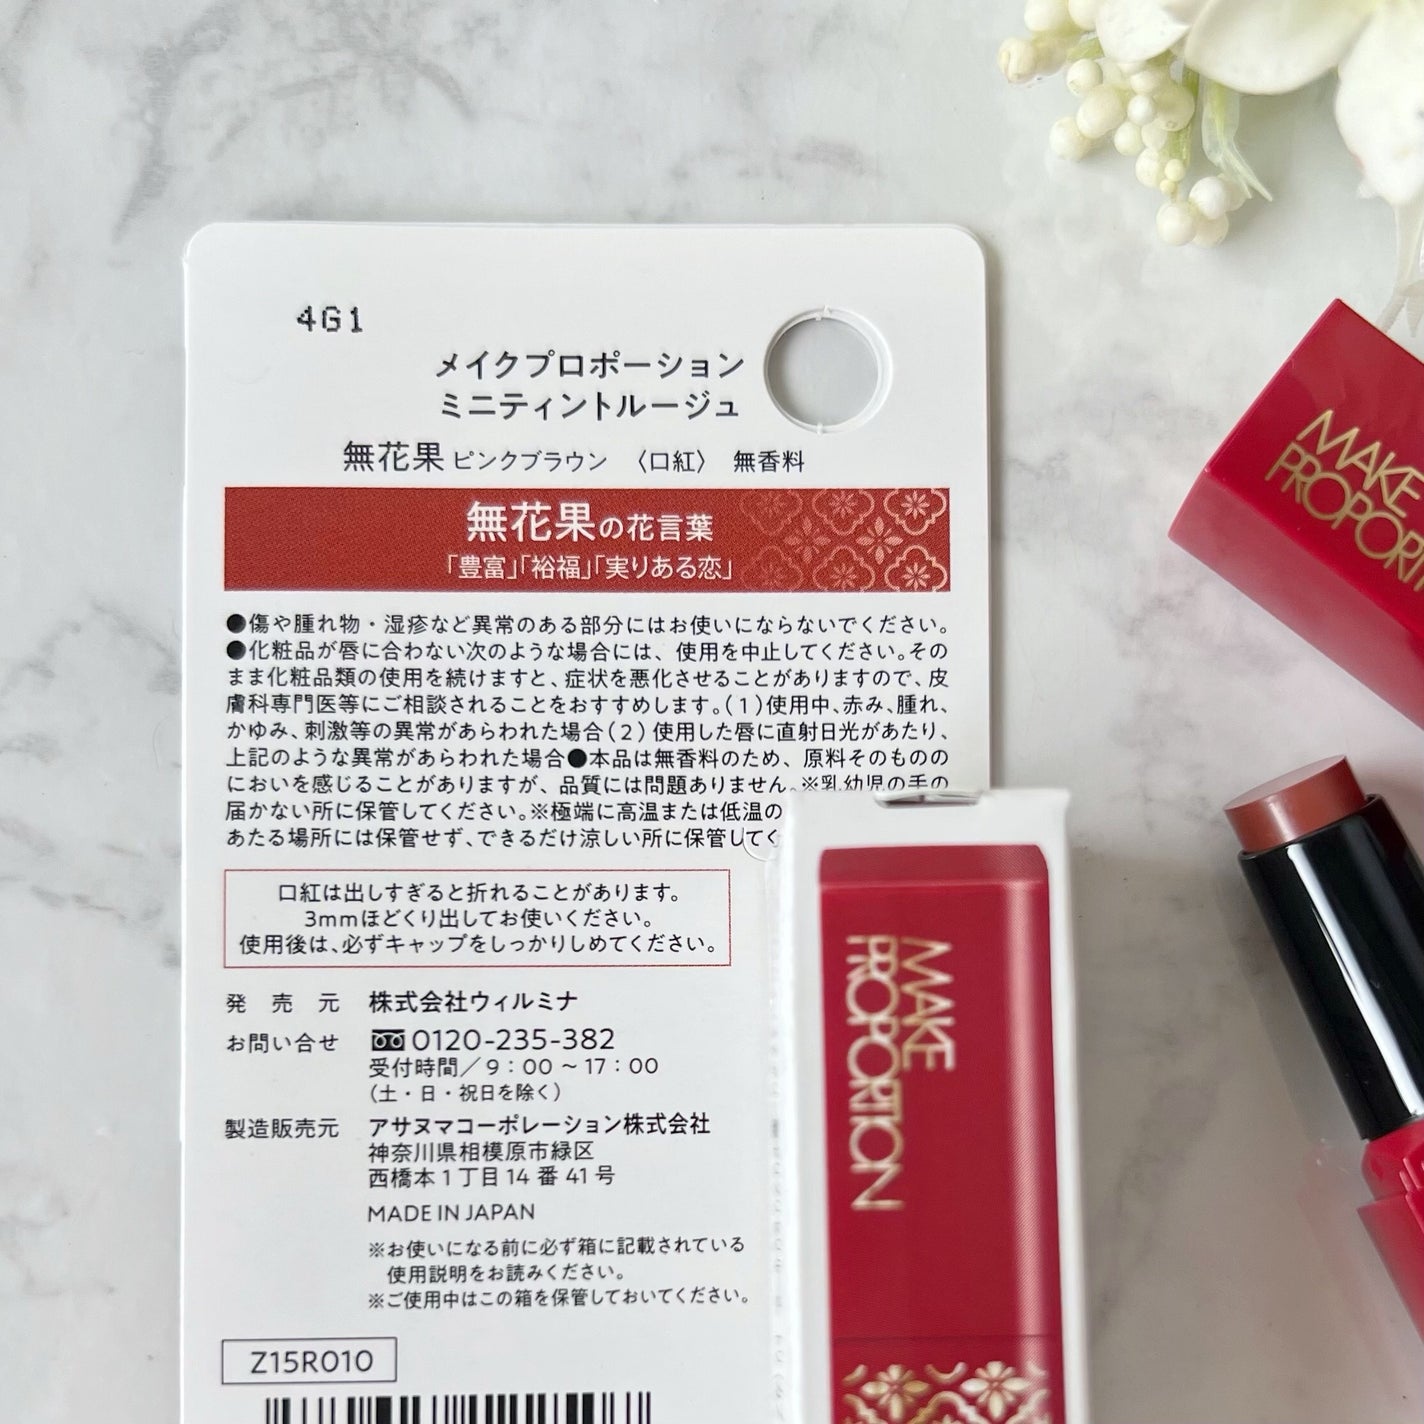 4G1
メイクプロポーション
ミニティントルージュ
無花果 ピンクブラウン 〈口紅〉 無香料
無花果の花言葉
「豊富」「裕福」「実りある恋」
●傷や腫れ物・湿疹など異常のある部分にはお使いにならないでください。
●化粧品が唇に合わない次のような場合には、使用を中止してください。その
まま化粧品類の使用を続けますと、症状を悪化させることがありますので、皮
膚科専門医等にご相談されることをおすすめします。(1)使用中、赤み、腫れ、
かゆみ、刺激等の異常があらわれた場合(2)使用した唇に直射日光があたり、
上記のような異常があらわれた場合●本品は無香料のため、原料そのものの
においを感じることがありますが、品質には問題ありません。※乳幼児の手の
届かない所に保管してください。※極端に高温または低温の
あたる場所には保管せず、できるだけ涼しい所に保管してく
口紅は出しすぎると折れることがあります。
3mmほどくり出してお使いください。
使用後は、必ずキャップをしっかりしめてください。
発売元 株式会社ウィルミナ
お問い合せ 0120-235-382
受付時間/9:00~17:00
(土・日・祝日を除く)
製造販売元 アサヌマコーポレーション株式会社
神奈川県相模原市緑区
西橋本1丁目14番41号
MADE IN JAPAN
※お使いになる前に必ず箱に記載されている
使用説明をお読みください。
※ご使用中はこの箱を保管しておいてください。
Z15R010
MAKE
PROPORTION
MAKE
PROPORT